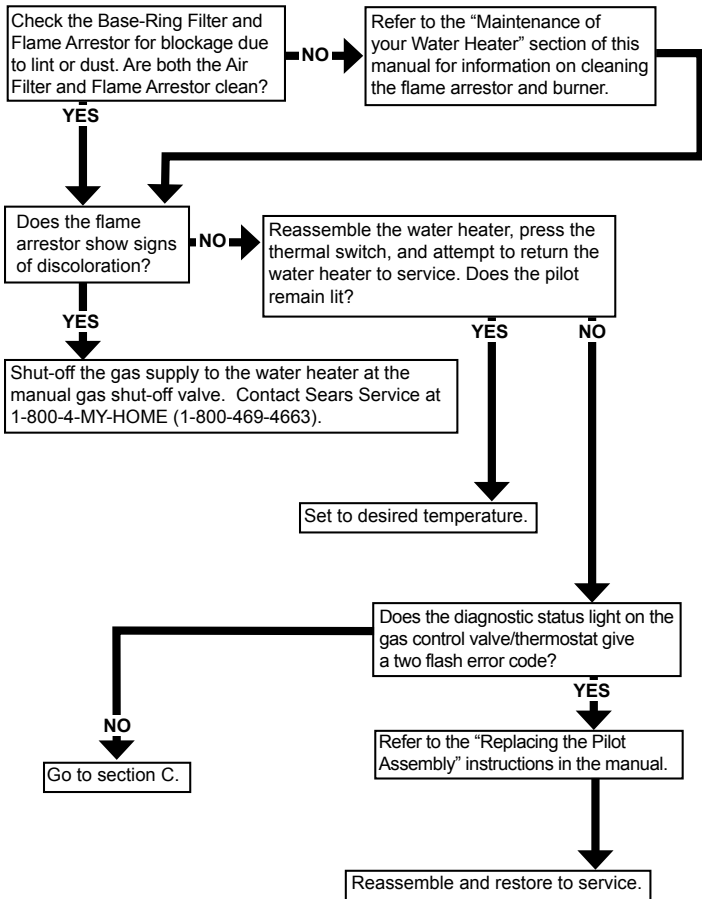 Check the Base-Ring Filter and
Flame Arrestor for blockage due
to lint or dust. Are both the Air
Filter and Flame Arrestor clean?
NO
Refer to the “Maintenance of
your Water Heater” section of this
manual for information on cleaning
the flame arrestor and burner.
YES
Does the flame
arrestor show signs
of discoloration?
NO
Reassemble the water heater, press the
thermal switch, and attempt to return the
water heater to service. Does the pilot
remain lit?
YES
YES
NO
Shut-off the gas supply to the water heater at the
manual gas shut-off valve. Contact Sears Service at
1-800-4-MY-HOME (1-800-469-4663).
Set to desired temperature.
Does the diagnostic status light on the
gas control valve/thermostat give
a two flash error code?
YES
NO
Refer to the “Replacing the Pilot
Assembly” instructions in the manual.
Go to section C.
Reassemble and restore to service.